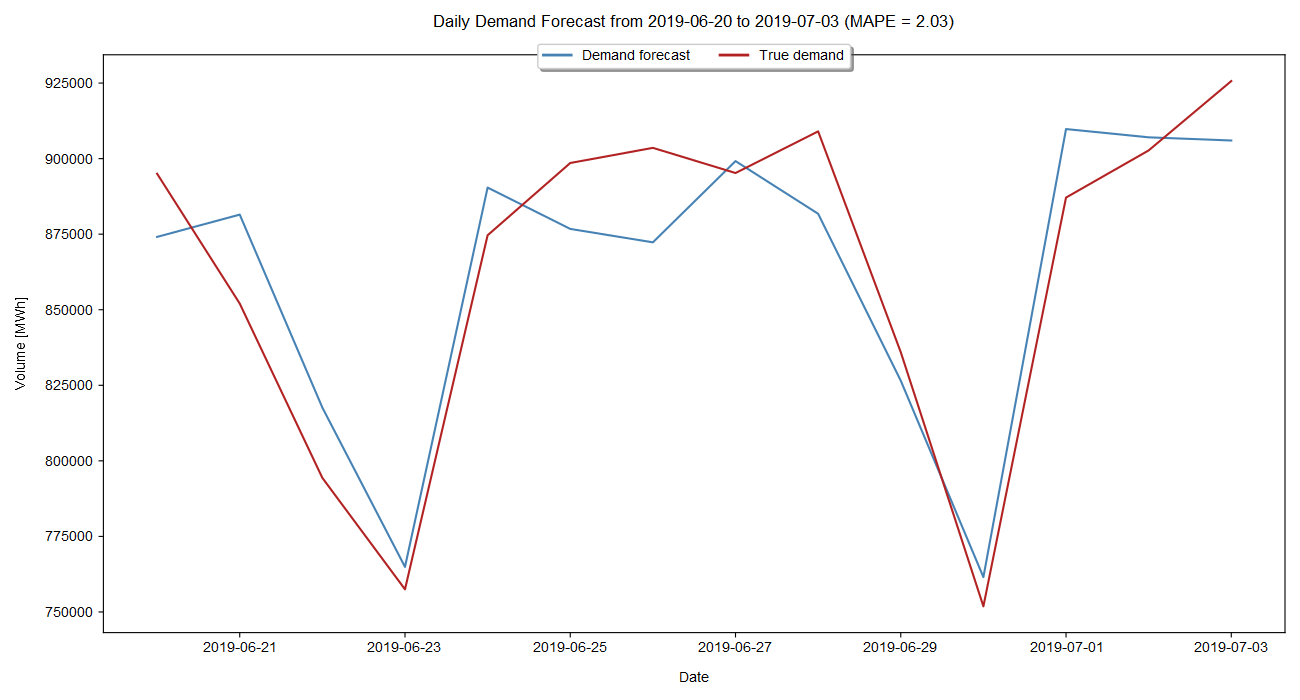 Daily Demand Forecast from 2019-06-20 to 2019-07-03 (MAPE = 2.03)
Demand forecast True demand
925000
900000
875000
850000
825000
800000
775000
750000
Volume [MWh]
2019-06-21 2019-06-23 2019-06-25 2019-06-27 2019-06-29 2019-07-01 2019-07-03
Date